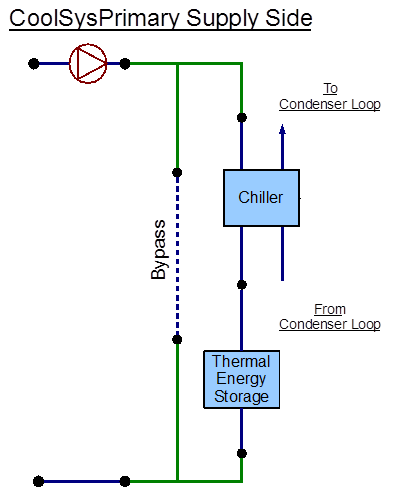 CoolSysPrimary Supply Side
To
Condenser Loop
Chiller
Bypass
From
Condenser Loop
Thermal
Energy
Storage